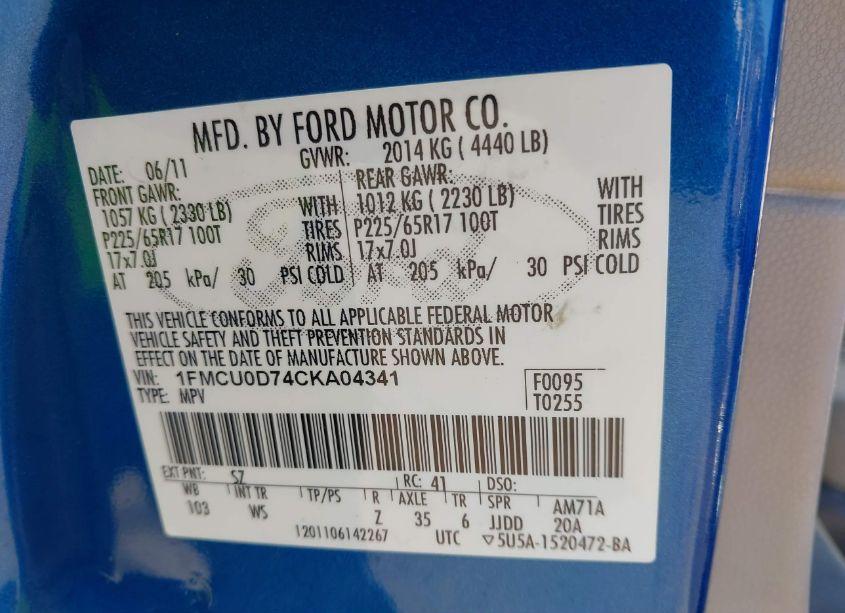 MFD. BY FORD MOTOR CO.
DATE: 06/11 GVWR: 2014 KG ( 4440 LB)
FRONT GAWR: REAR GAWR:
1057 KG ( 2330 LB) WITH 1012 KG ( 2230 LB) WITH
P225/65R17 100T TIRES P225/65R17 100T TIRES
17x7.0J RIMS 17x7.0J RIMS
AT 205 kPa/ 30 PSI COLD AT 205 kPa/ 30 PSI COLD
THIS VEHICLE CONFORMS TO ALL APPLICABLE FEDERAL MOTOR
VEHICLE SAFETY AND THEFT PREVENTION STANDARDS IN
EFFECT ON THE DATE OF MANUFACTURE SHOWN ABOVE.
VIN: 1FMCU0D74CKA04341 F0095
TYPE: MPV T0255
EXT PNT: SZ RC: 41 DSO:
WB INT TR TP/PS R AXLE TR SPR AM71A
103 WS Z 35 6 JJDD 20A
1201106142267 UTC ▽5U5A-1520472-BA